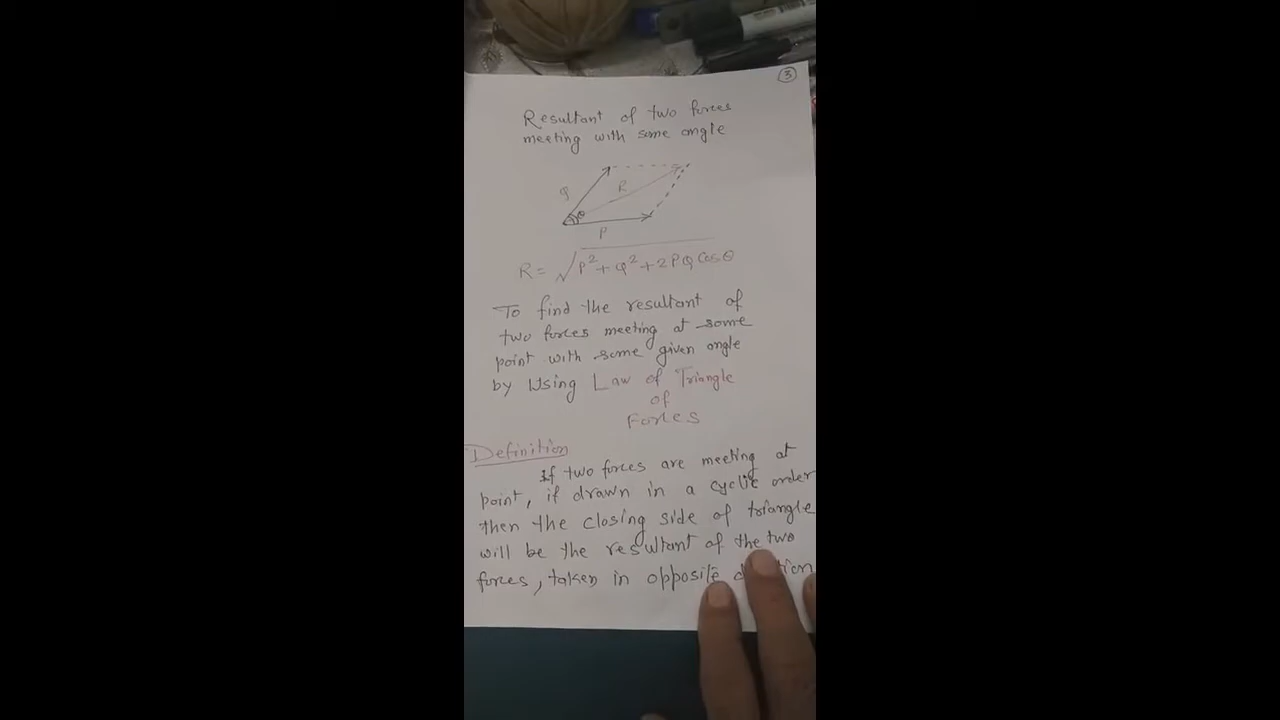 3
Resultant of two forces
meeting with some angle
Q
R
θ
P
R = √P²+Q²+2PQ Cosθ
To find the resultant of
two forces meeting at some
point with some given angle
by Using Law of Triangle
of
Forces
Definition
If two forces are meeting at
point, if drawn in a cyclic order
then the closing side of triangle
will be the resultant of the two
forces, taken in opposite